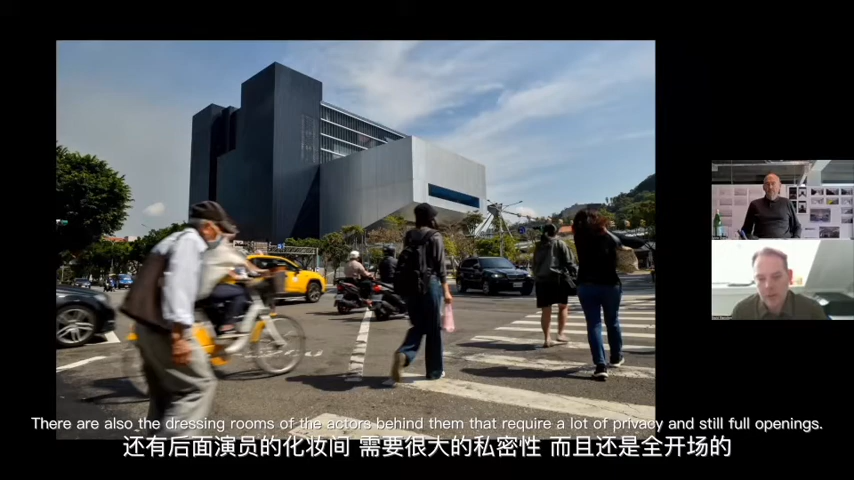 There are also the dressing rooms of the actors behind them that require a lot of privacy and still full openings.
还有后面演员的化妆间 需要很大的私密性 而且还是全开场的